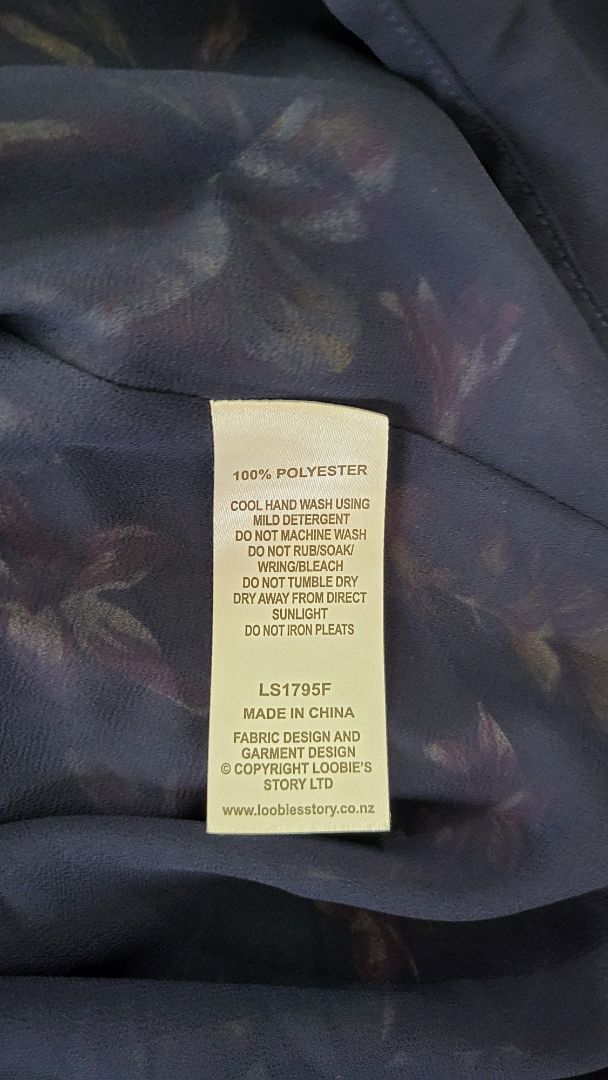 100% POLYESTER
COOL HAND WASH USING
MILD DETERGENT
DO NOT MACHINE WASH
DO NOT RUB/SOAK/
WRING/BLEACH
DO NOT TUMBLE DRY
DRY AWAY FROM DIRECT
SUNLIGHT
DO NOT IRON PLEATS
LS1795F
MADE IN CHINA
FABRIC DESIGN AND
GARMENT DESIGN
© COPYRIGHT LOOBIE'S
STORY LTD
www.loobiesstory.co.nz